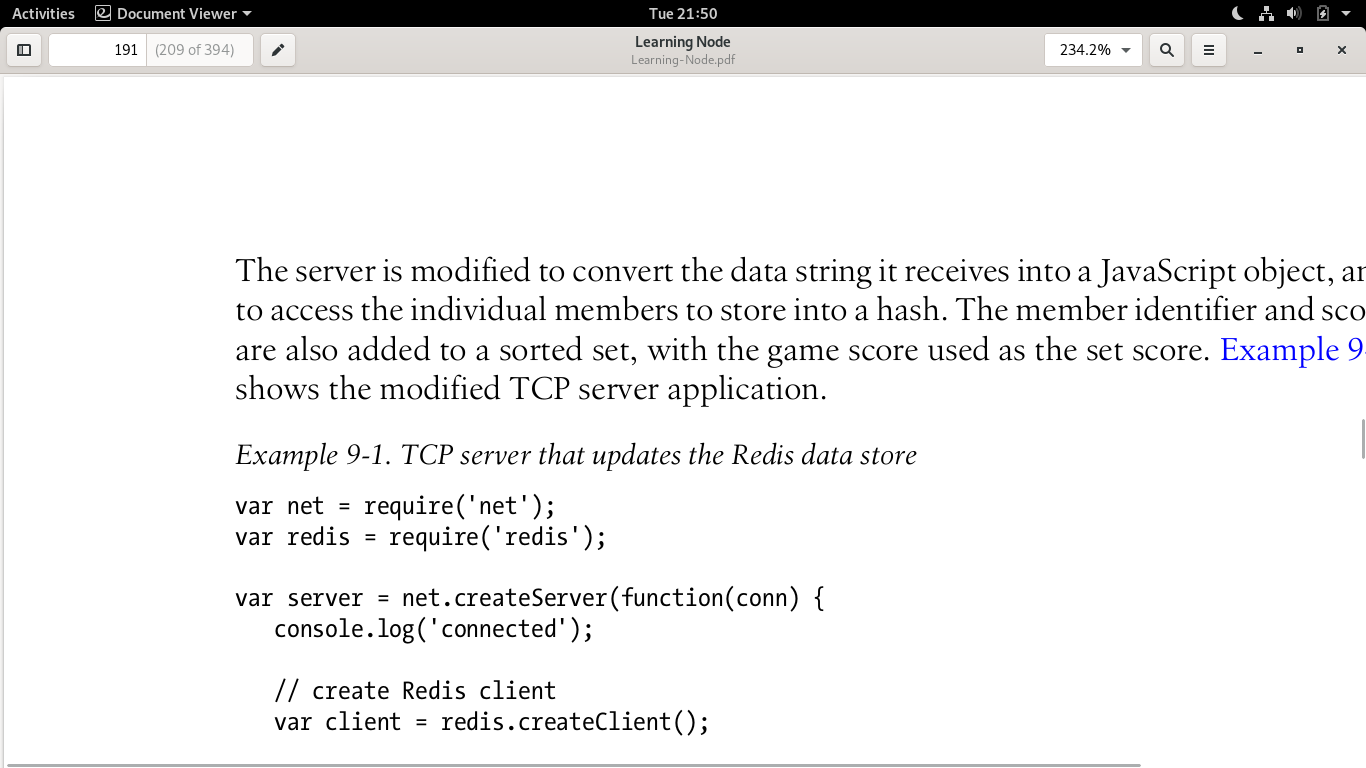 Activities Document Viewer Tue 21:50
191 (209 of 394) Learning Node 234.2%
Learning-Node.pdf
The server is modified to convert the data string it receives into a JavaScript object, an
to access the individual members to store into a hash. The member identifier and sco
are also added to a sorted set, with the game score used as the set score. Example 9-
shows the modified TCP server application.
Example 9-1. TCP server that updates the Redis data store
var net = require('net');
var redis = require('redis');
var server = net.createServer(function(conn) {
console.log('connected');
// create Redis client
var client = redis.createClient();